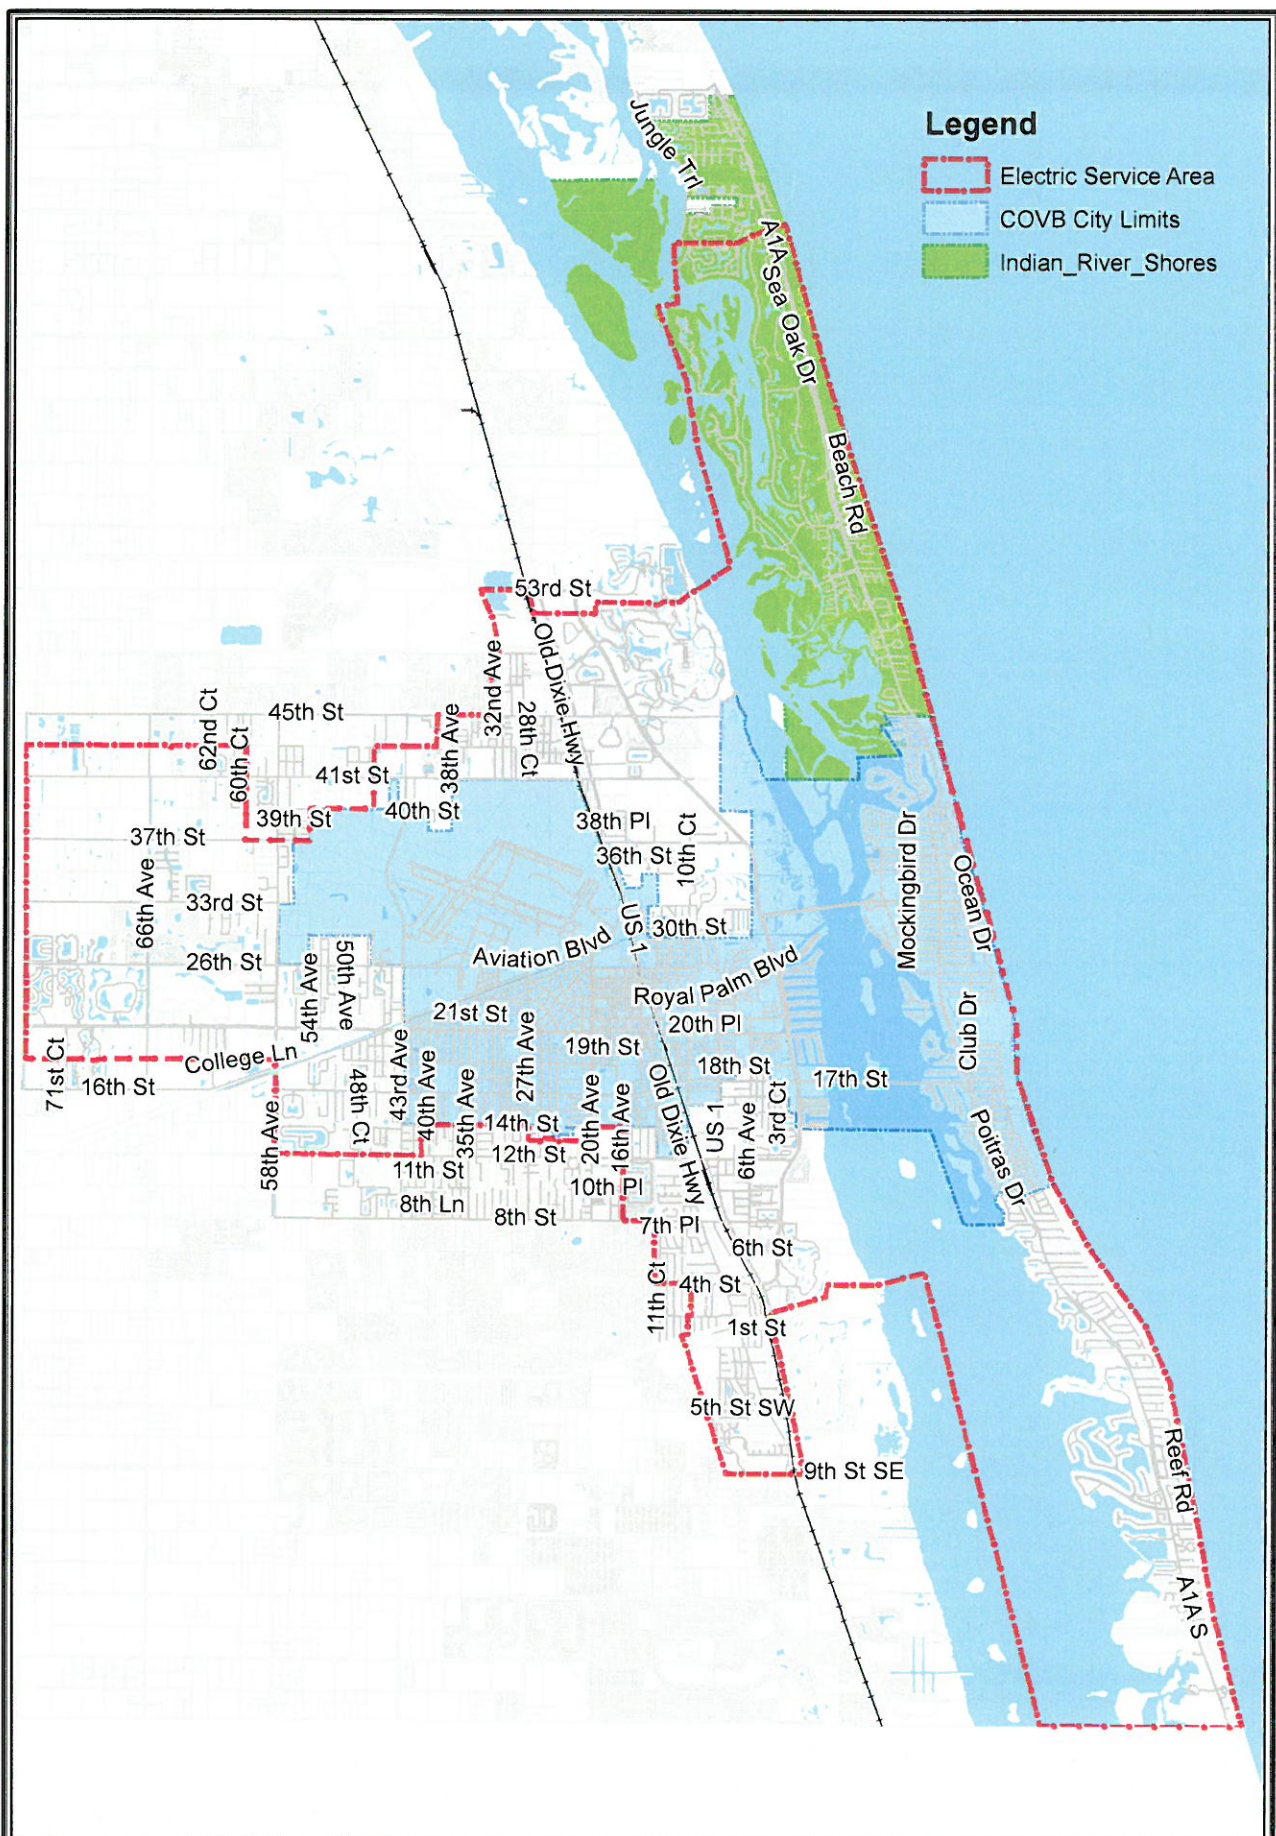 Legend
Electric Service Area
COVB City Limits
Indian_River_Shores
Jungle Trl
A1A
Sea Oak Dr
Beach Rd
53rd St
Old Dixie Hwy
32nd Ave
28th Ct
62nd Ct
45th St
38th Ave
60th Ct
41st St
40th St
39th St
37th St
38th Pl
36th St
10th Ct
Mockingbird Dr
Ocean Dr
66th Ave
33rd St
US 1
30th St
26th St
50th Ave
54th Ave
Aviation Blvd
Royal Palm Blvd
21st St
20th Pl
Club Dr
27th Ave
19th St
College Ln
43rd Ave
71st Ct
16th St
18th St
17th St
48th Ct
40th Ave
35th Ave
20th Ave
16th Ave
Old Dixie Hwy
US 1
6th Ave
3rd Ct
58th Ave
14th St
12th St
11th St
10th Pl
Poitras Dr
8th Ln
8th St
7th Pl
6th St
11th Ct
4th St
1st St
5th St SW
9th St SE
Reef Rd
A1A S